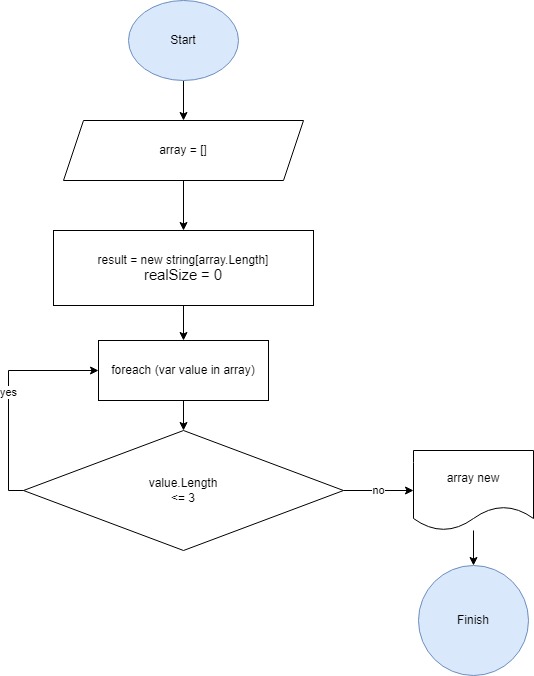 Start
array = []
result = new string[array.Length]
realSize = 0
foreach (var value in array)
yes
value.Length
<= 3
no
array new
Finish